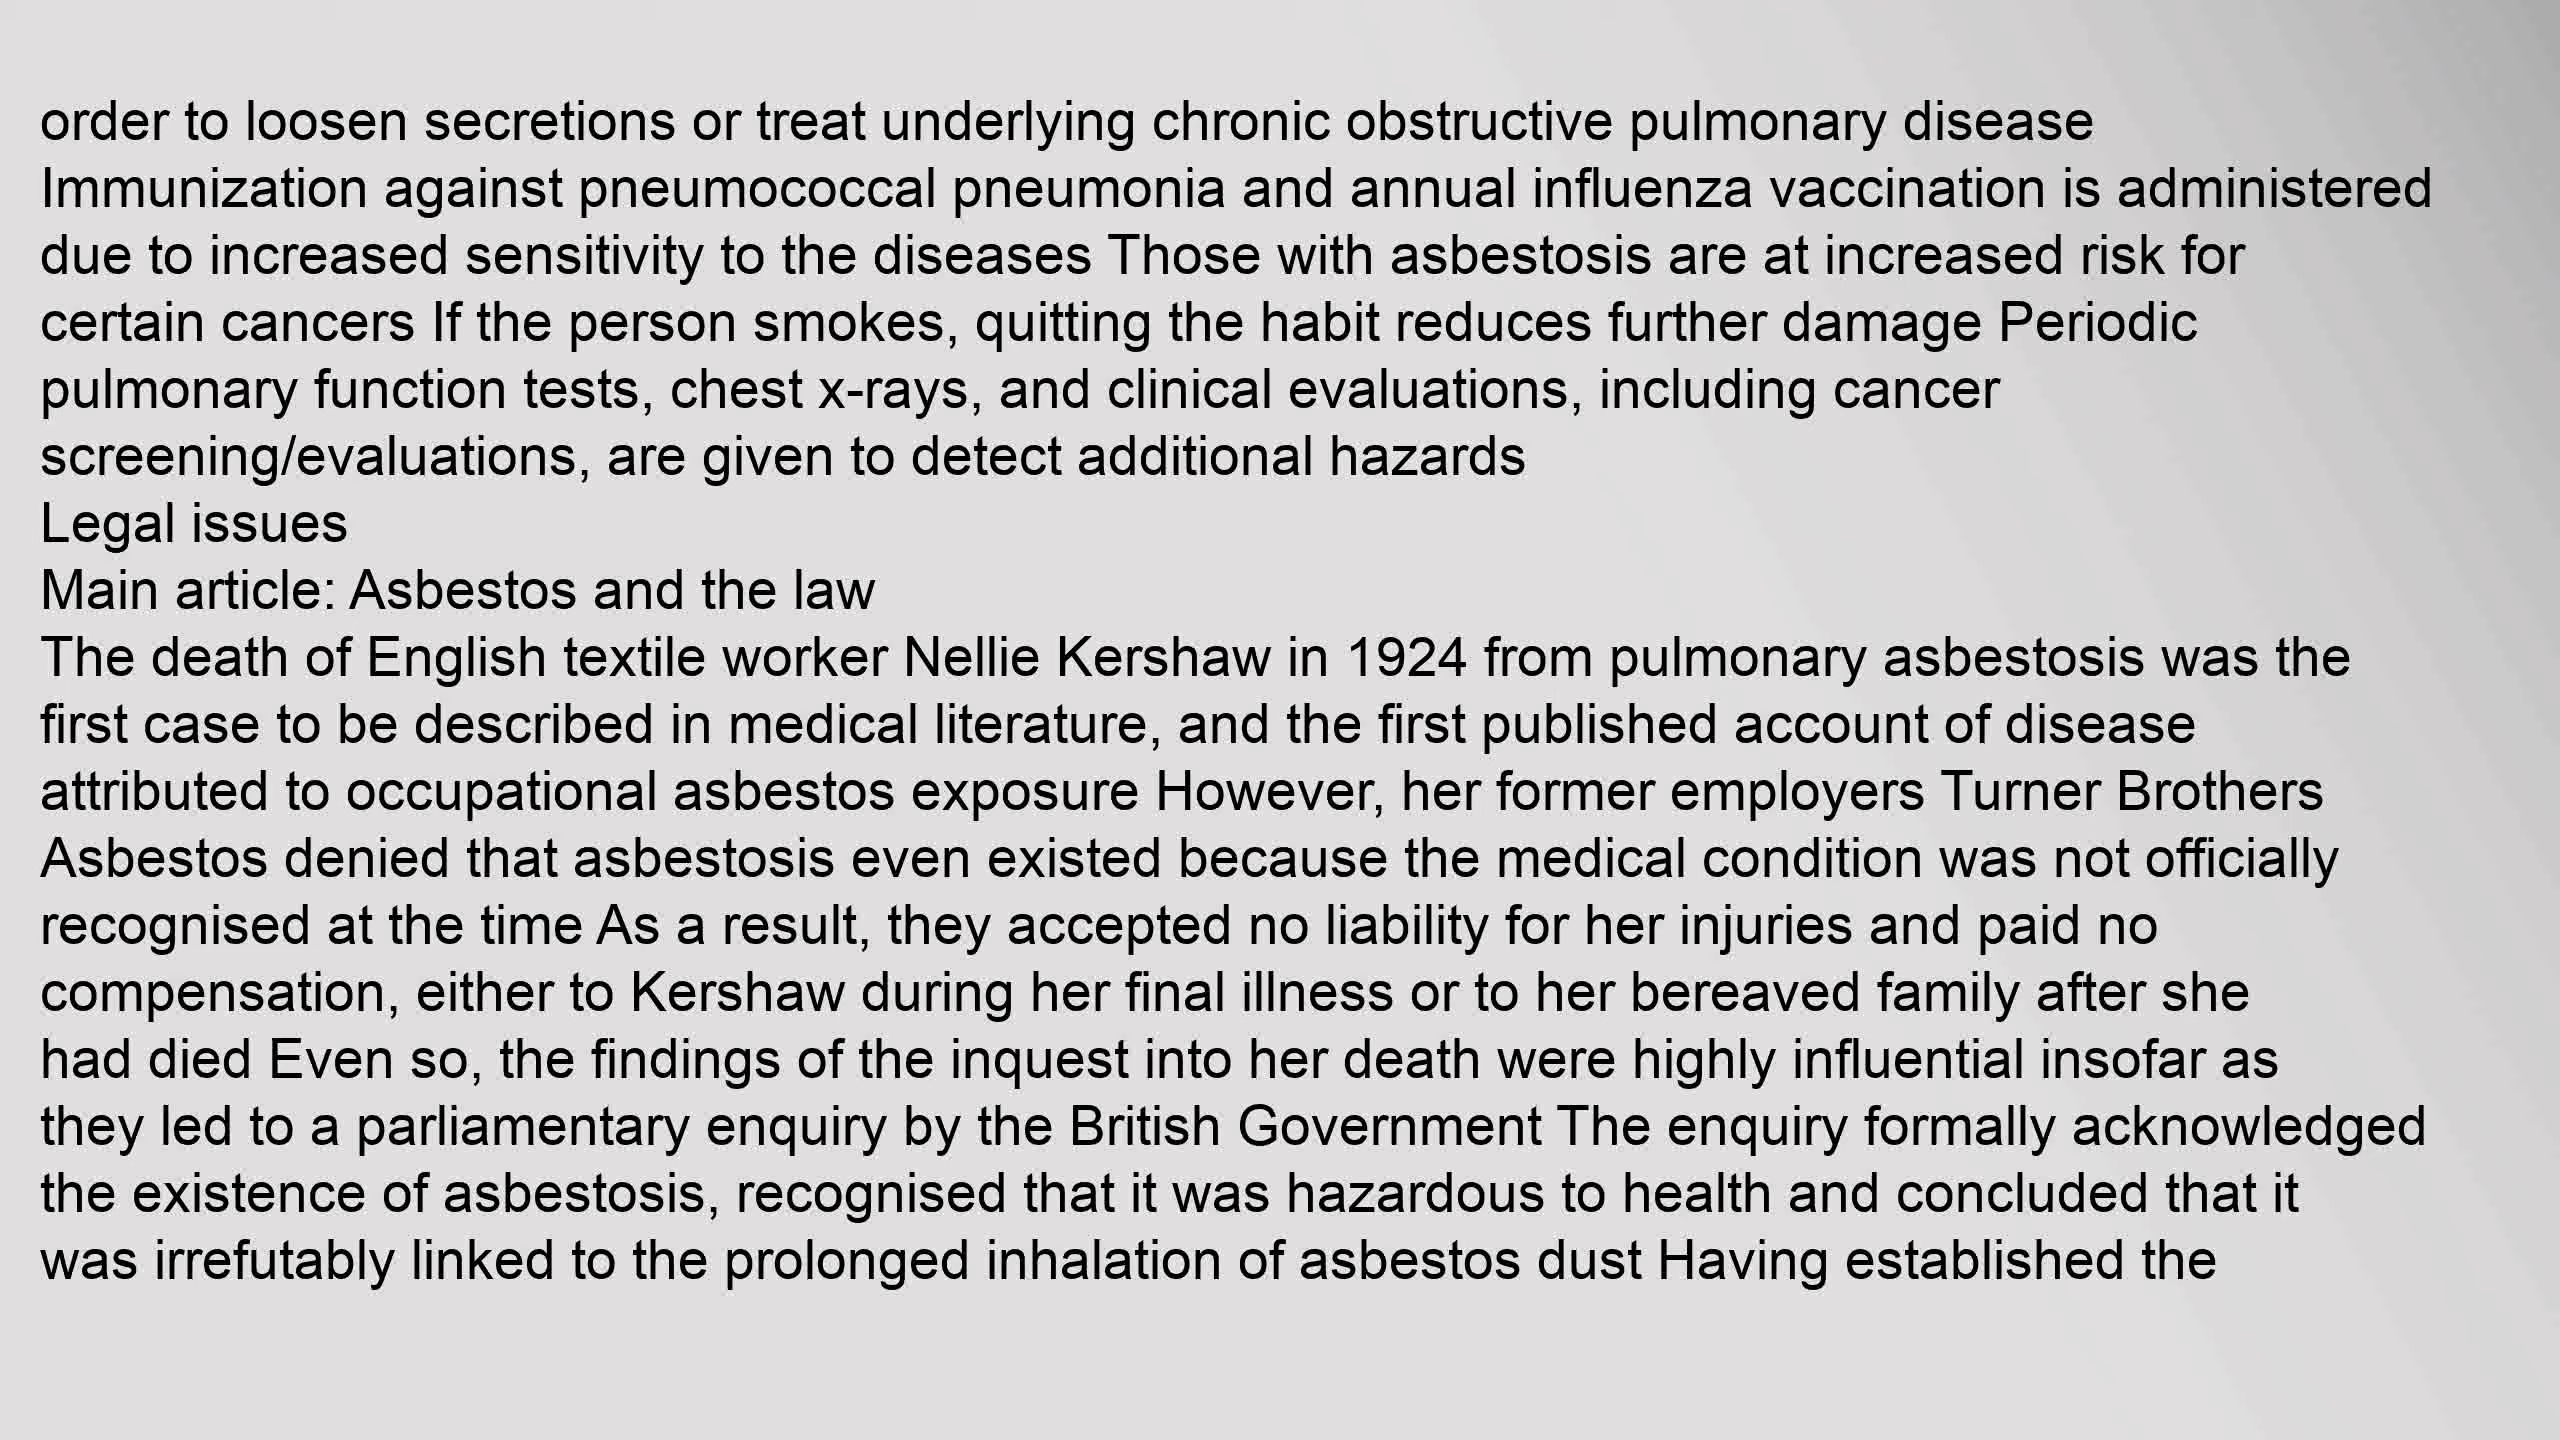 order to loosen secretions or treat underlying chronic obstructive pulmonary disease
Immunization against pneumococcal pneumonia and annual influenza vaccination is administered
due to increased sensitivity to the diseases Those with asbestosis are at increased risk for
certain cancers If the person smokes, quitting the habit reduces further damage Periodic
pulmonary function tests, chest x-rays, and clinical evaluations, including cancer
screening/evaluations, are given to detect additional hazards
Legal issues
Main article: Asbestos and the law
The death of English textile worker Nellie Kershaw in 1924 from pulmonary asbestosis was the
first case to be described in medical literature, and the first published account of disease
attributed to occupational asbestos exposure However, her former employers Turner Brothers
Asbestos denied that asbestosis even existed because the medical condition was not officially
recognised at the time As a result, they accepted no liability for her injuries and paid no
compensation, either to Kershaw during her final illness or to her bereaved family after she
had died Even so, the findings of the inquest into her death were highly influential insofar as
they led to a parliamentary enquiry by the British Government The enquiry formally acknowledged
the existence of asbestosis, recognised that it was hazardous to health and concluded that it
was irrefutably linked to the prolonged inhalation of asbestos dust Having established the